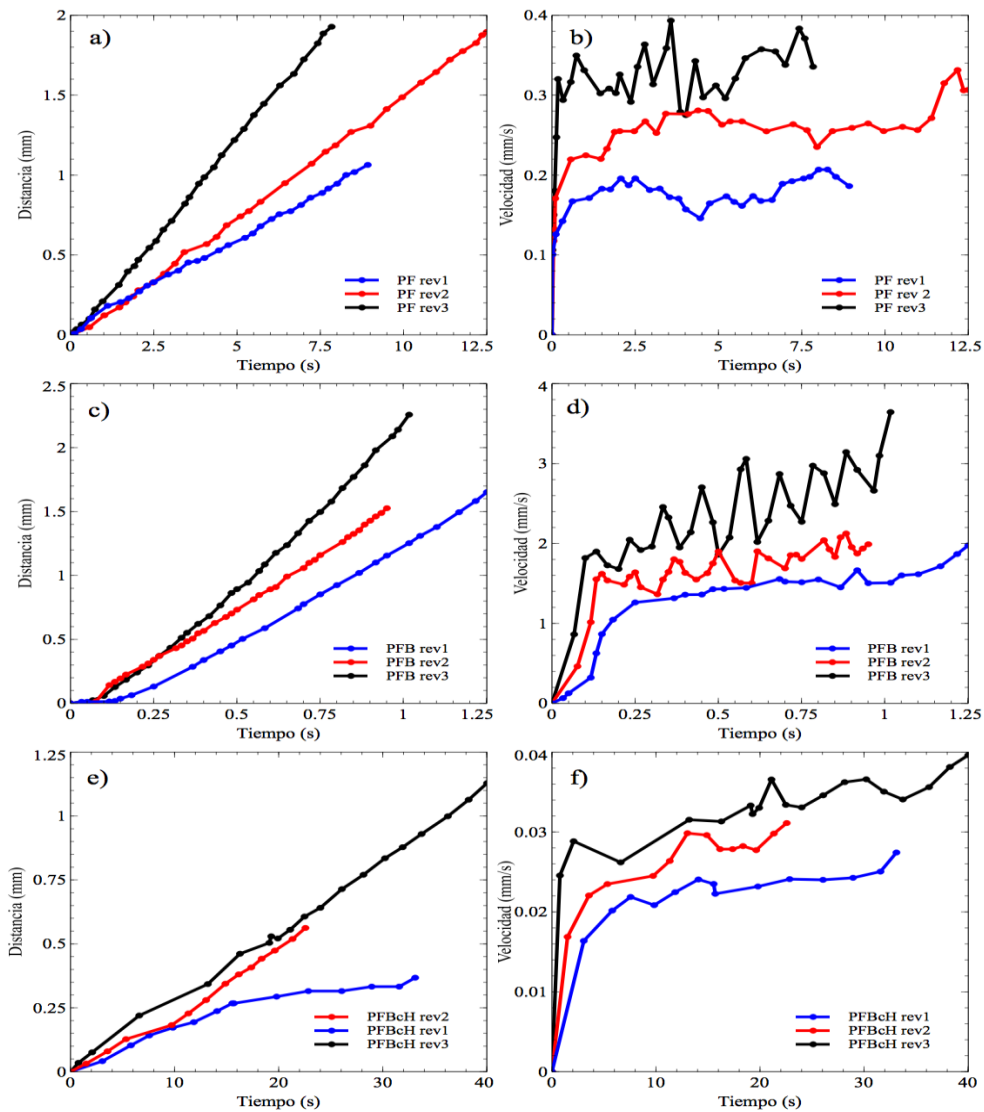 a)
Distancia (mm)
2
1.5
1
0.5
0
0 2.5 5 7.5 10 12.5
Tiempo (s)
PF rev1
PF rev2
PF rev3
b)
Velocidad (mm/s)
0.4
0.3
0.2
0.1
0
0 2.5 5 7.5 10 12.5
Tiempo (s)
PF rev1
PF rev 2
PF rev3
c)
Distancia (mm)
2.5
2
1.5
1
0.5
0
0 0.25 0.5 0.75 1 1.25
Tiempo (s)
PFB rev1
PFB rev2
PFB rev3
d)
Velocidad (mm/s)
4
3
2
1
0
0 0.25 0.5 0.75 1 1.25
Tiempo (s)
PFB rev1
PFB rev2
PFB rev3
e)
Distancia (mm)
1.25
1
0.75
0.5
0.25
0
0 10 20 30 40
Tiempo (s)
PFBcH rev2
PFBcH rev1
PFBcH rev3
f)
Velocidad (mm/s)
0.04
0.03
0.02
0.01
0
0 10 20 30 40
Tiempo (s)
PFBcH rev1
PFBcH rev2
PFBcH rev3